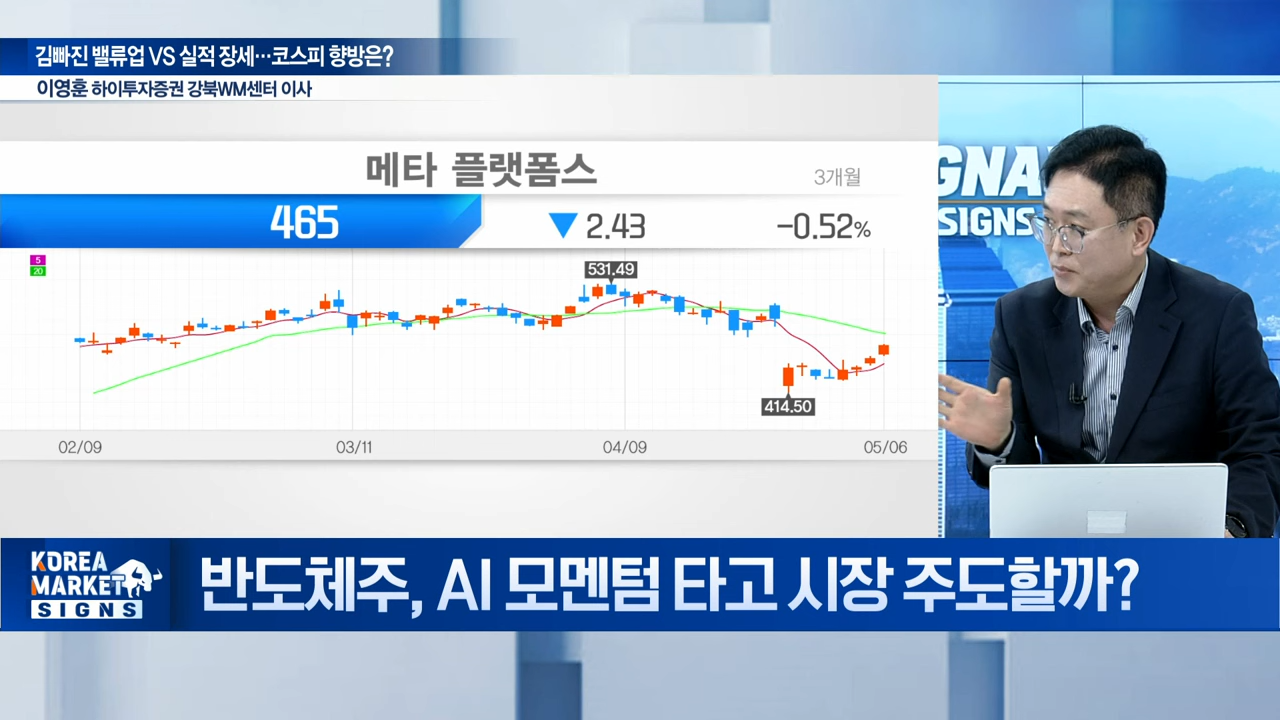 김빠진 밸류업 VS 실적 장세…코스피 향방은?
이영훈 하이투자증권 강북WM센터 이사
메타 플랫폼스
3개월
465
▼ 2.43
-0.52%
5
20
531.49
414.50
02/09
03/11
04/09
05/06
GNA
SIGNS
KOREA
MARKET
SIGNS
반도체주, AI 모멘텀 타고 시장 주도할까?